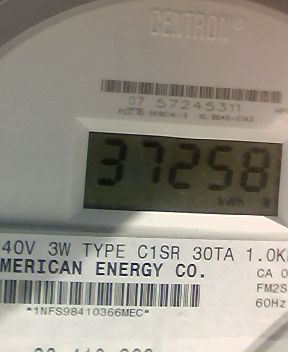 CENTRON®
07 57245311
37258
kWh
40V 3W TYPE C1SR 30TA 1.0K
MERICAN ENERGY CO.
CA 0
FM2S
60Hz
*1NFS98410366MEC*